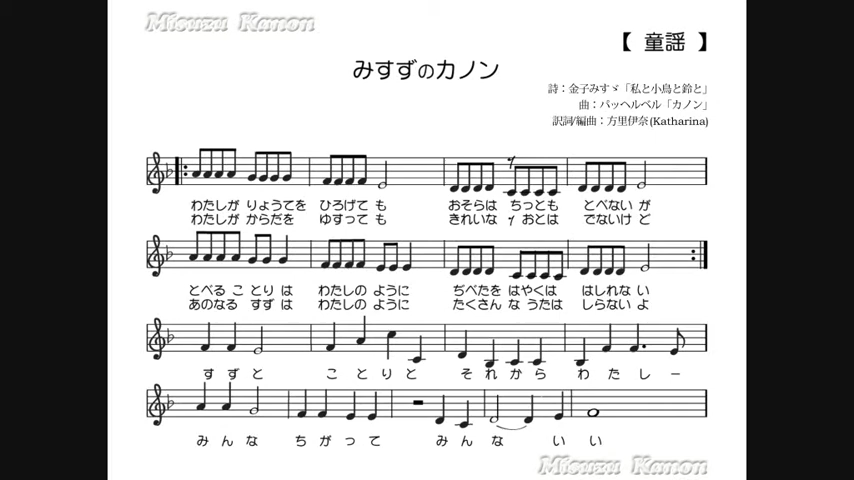 Misuzu Kanon
【 童謡 】
みすずのカノン
詩：金子みすゞ「私と小鳥と鈴と」
曲：パッヘルベル「カノン」
訳詞/編曲：方里伊奈(Katharina)
わたしが りょうてを ひろげて も おそらは ちっとも とべない が
わたしが からだを ゆすって も きれいな おとは でないけ ど
とべる ことり は わたしの ように ぢべたを はやくは はしれな い
あのなる すず は わたしの ように たくさん な うたは しらない よ
す ず と こ と り と そ れ か ら わ た し ー
み ん な ち が っ て み ん な い い
Misuzu Kanon